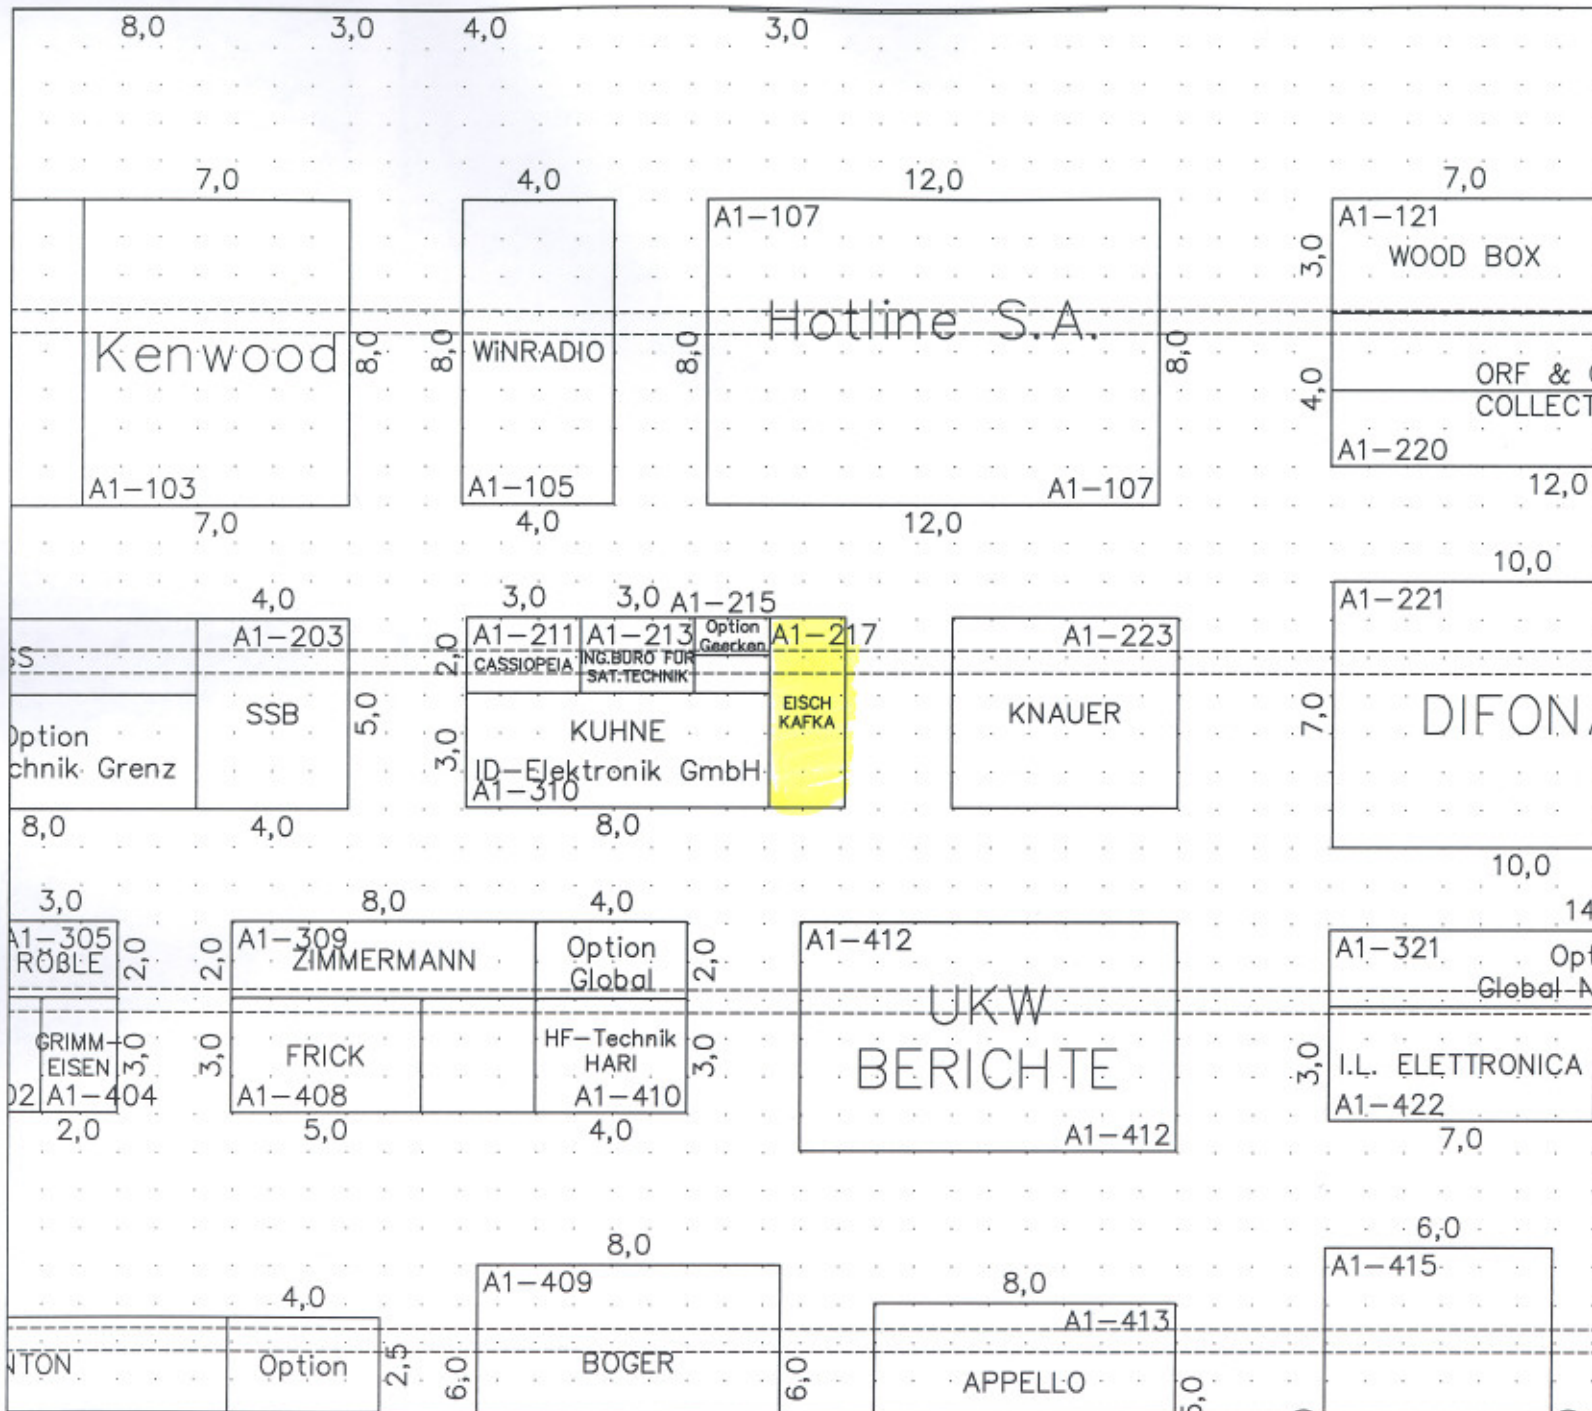 8,0 3,0 4,0 3,0
7,0 4,0 12,0 7,0
A1-107 A1-121
3,0 WOOD BOX
Hotline S.A.
Kenwood 8,0 8,0 WiNRADIO 8,0 8,0
4,0 ORF &
COLLECT
A1-220
A1-103 A1-105 A1-107
7,0 4,0 12,0 12,0
10,0
4,0 3,0 3,0 A1-215 A1-221
A1-203 2,0 A1-211 A1-213 Option A1-217 A1-223
Geerken
SS CASSIOPEIA ING.BÜRO FÜR
SAT.TECHNIK
SSB 5,0 EISCH KNAUER 7,0 DIFONA
KAFKA
Option 3,0 KUHNE
chnik Grenz ID-Elektronik GmbH
A1-310
8,0 4,0 8,0
10,0
3,0 8,0 4,0 14
A1-305 2,0 2,0 A1-309 Option 2,0 A1-412 A1-321 Opt
RÖßLE ZIMMERMANN Global Global N
UKW
GRIMM- 3,0 3,0 FRICK HF-Technik 3,0 BERICHTE 3,0 I.L. ELETTRONICA
EISEN HARI
02 A1-404 A1-408 A1-410 A1-422
A1-412
2,0 5,0 4,0 7,0
8,0 6,0
A1-409 8,0 A1-415
4,0 A1-413
NTON Option 2,5 6,0 BOGER 6,0 APPELLO 5,0